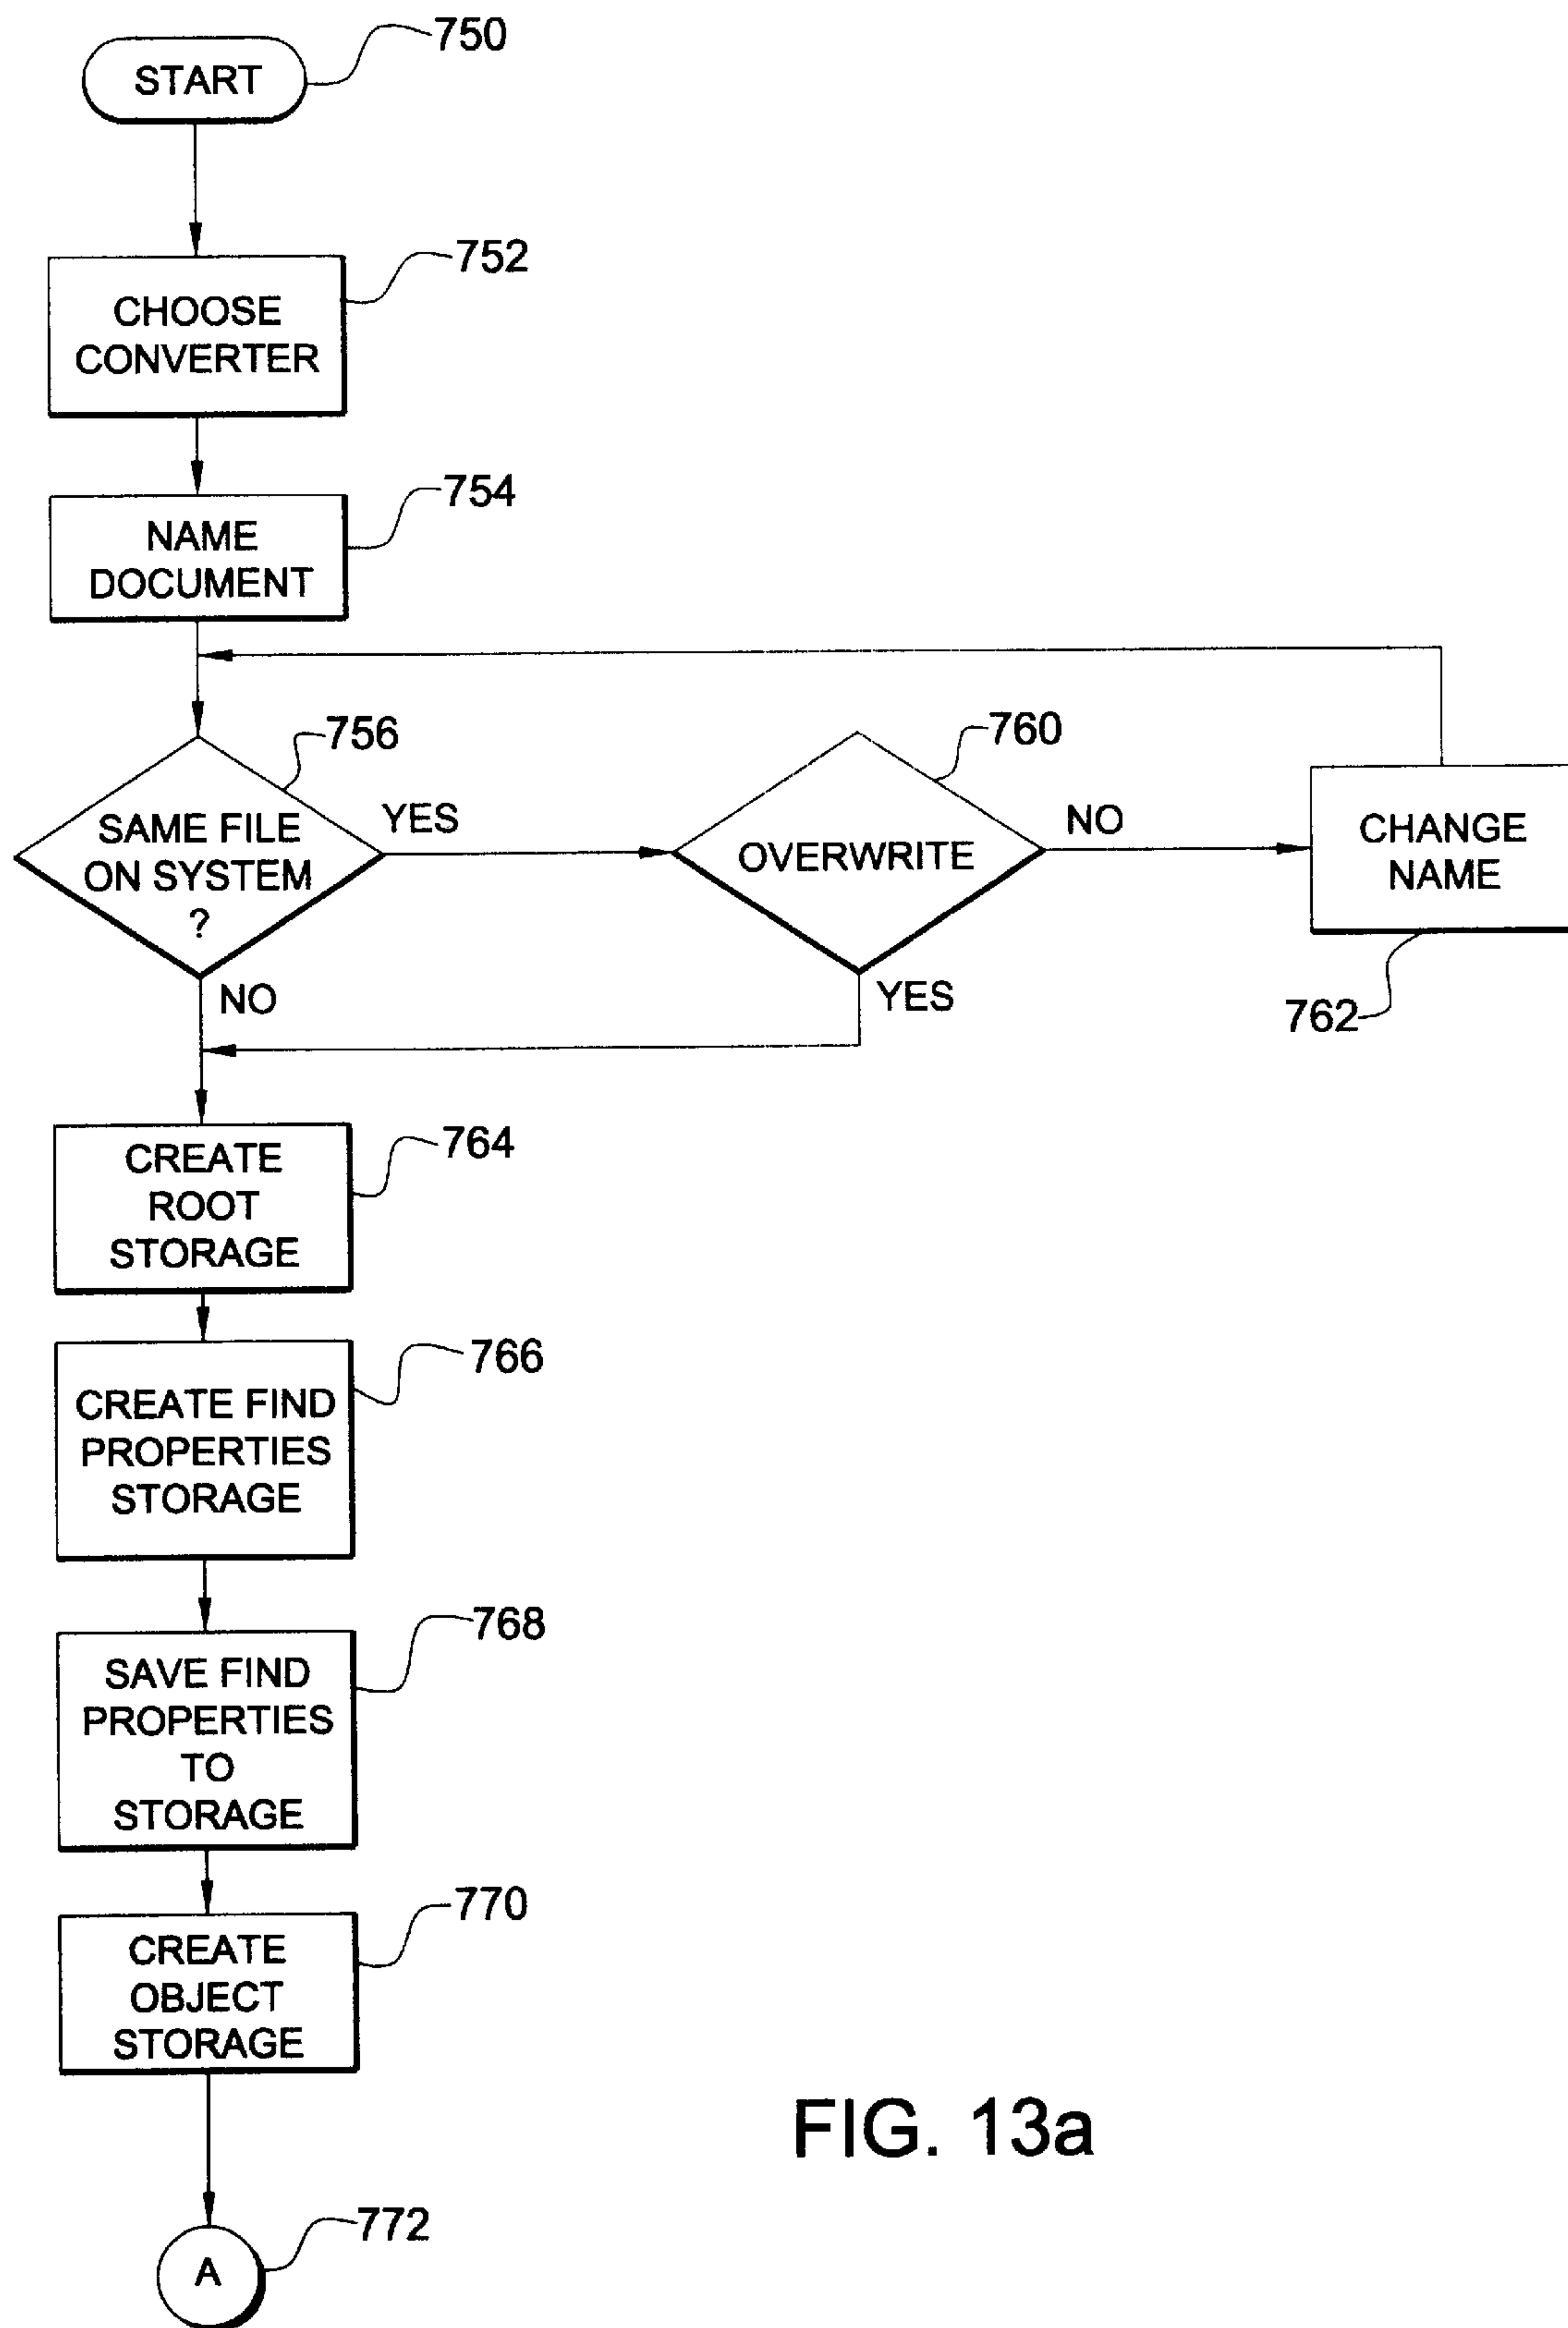 750
START
752
CHOOSE
CONVERTER
754
NAME
DOCUMENT
756
SAME FILE
ON SYSTEM
?
YES
NO
760
OVERWRITE
NO
YES
CHANGE
NAME
762
764
CREATE
ROOT
STORAGE
766
CREATE FIND
PROPERTIES
STORAGE
768
SAVE FIND
PROPERTIES
TO
STORAGE
770
CREATE
OBJECT
STORAGE
772
A
FIG. 13a